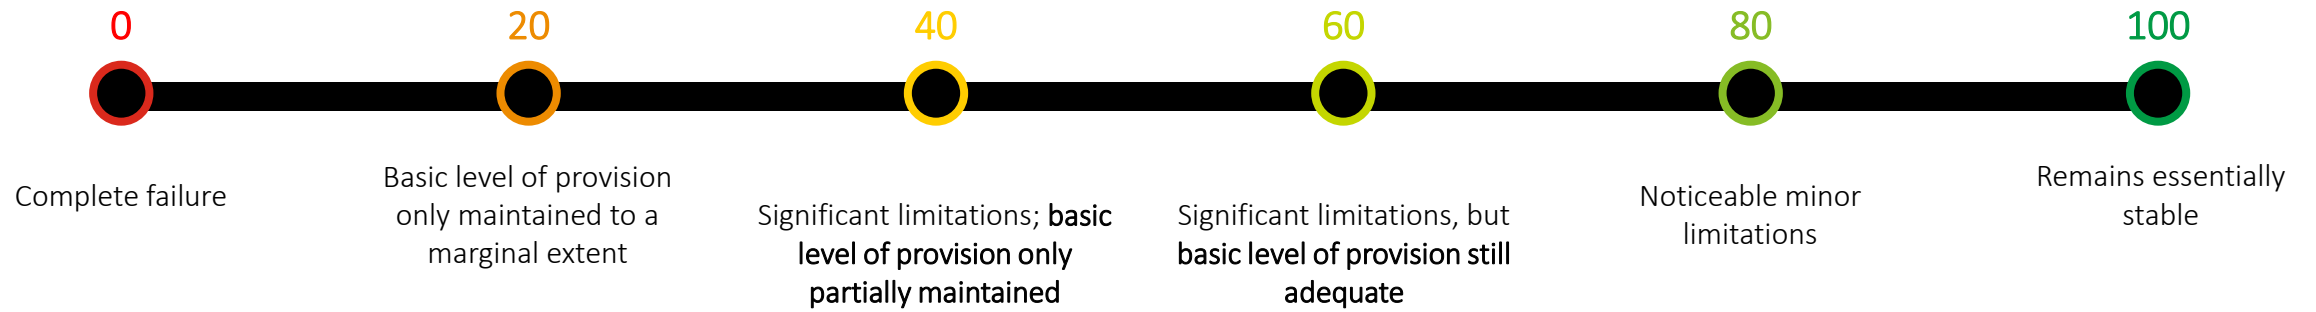 0
20
40
60
80
100
Complete failure
Basic level of provision
only maintained to a
marginal extent
Significant limitations; basic
level of provision only
partially maintained
Significant limitations, but
basic level of provision still
adequate
Noticeable minor
limitations
Remains essentially
stable